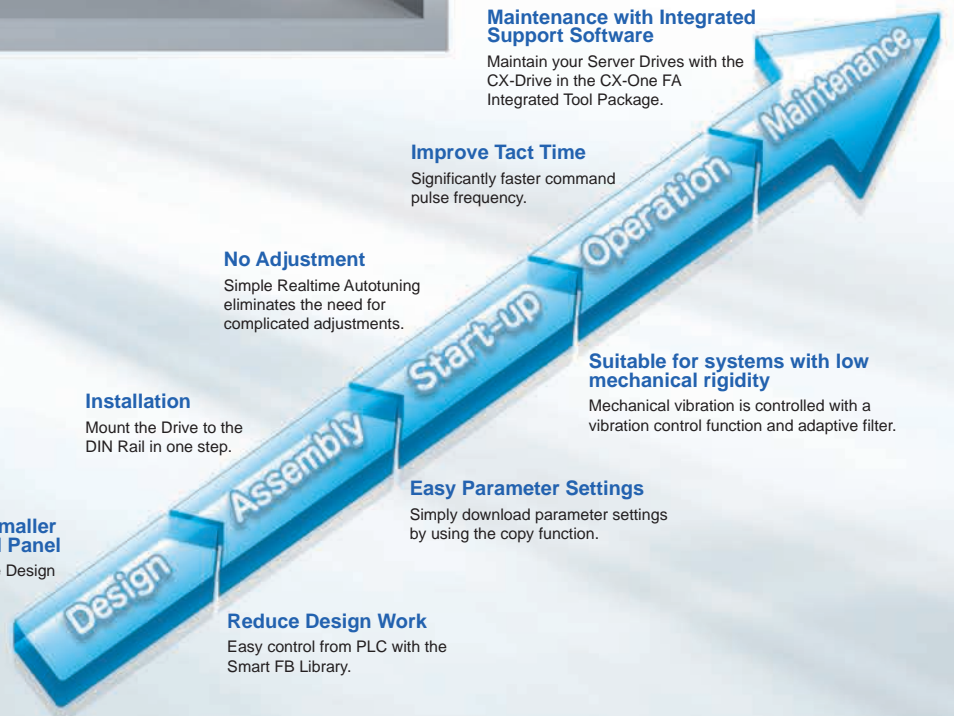 Maintenance with Integrated
Support Software
Maintain your Server Drives with the
CX-Drive in the CX-One FA
Integrated Tool Package.
Maintenance
Improve Tact Time
Significantly faster command
pulse frequency.
Operation
No Adjustment
Simple Realtime Autotuning
eliminates the need for
complicated adjustments.
Start-up
Suitable for systems with low
mechanical rigidity
Mechanical vibration is controlled with a
vibration control function and adaptive filter.
Installation
Mount the Drive to the
DIN Rail in one step.
Assembly
Easy Parameter Settings
Simply download parameter settings
by using the copy function.
maller
Panel
Design
Design
Reduce Design Work
Easy control from PLC with the
Smart FB Library.